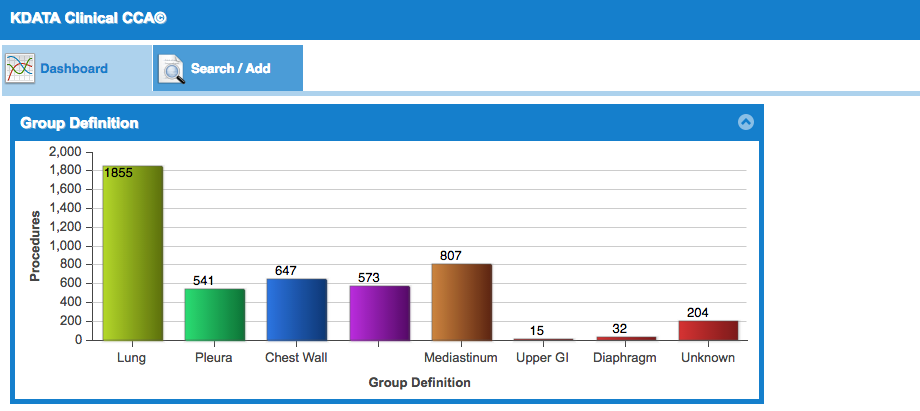 KDATA Clinical CCA©
Dashboard
Search / Add
Group Definition
2,000
1,800
1,600
1,400
1,200
1,000
800
600
400
200
0
Procedures
1855
541
647
573
807
15
32
204
Lung
Pleura
Chest Wall
Mediastinum
Upper GI
Diaphragm
Unknown
Group Definition